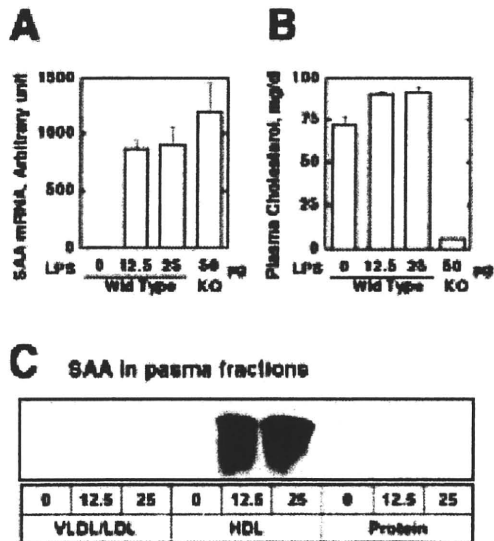 A
B
SAA mRNA, Arbitrary unit
1500
1000
500
0
LPS 0 12.5 25 50 µg
Wild Type KO
Plasma Cholesterol, mg/dl
100
75
50
25
0
LPS 0 12.5 25 50 µg
Wild Type KO
C SAA in pasma fractions
0 12.5 25 0 12.5 25 0 12.5 25
VLDL/LDL HDL Protein